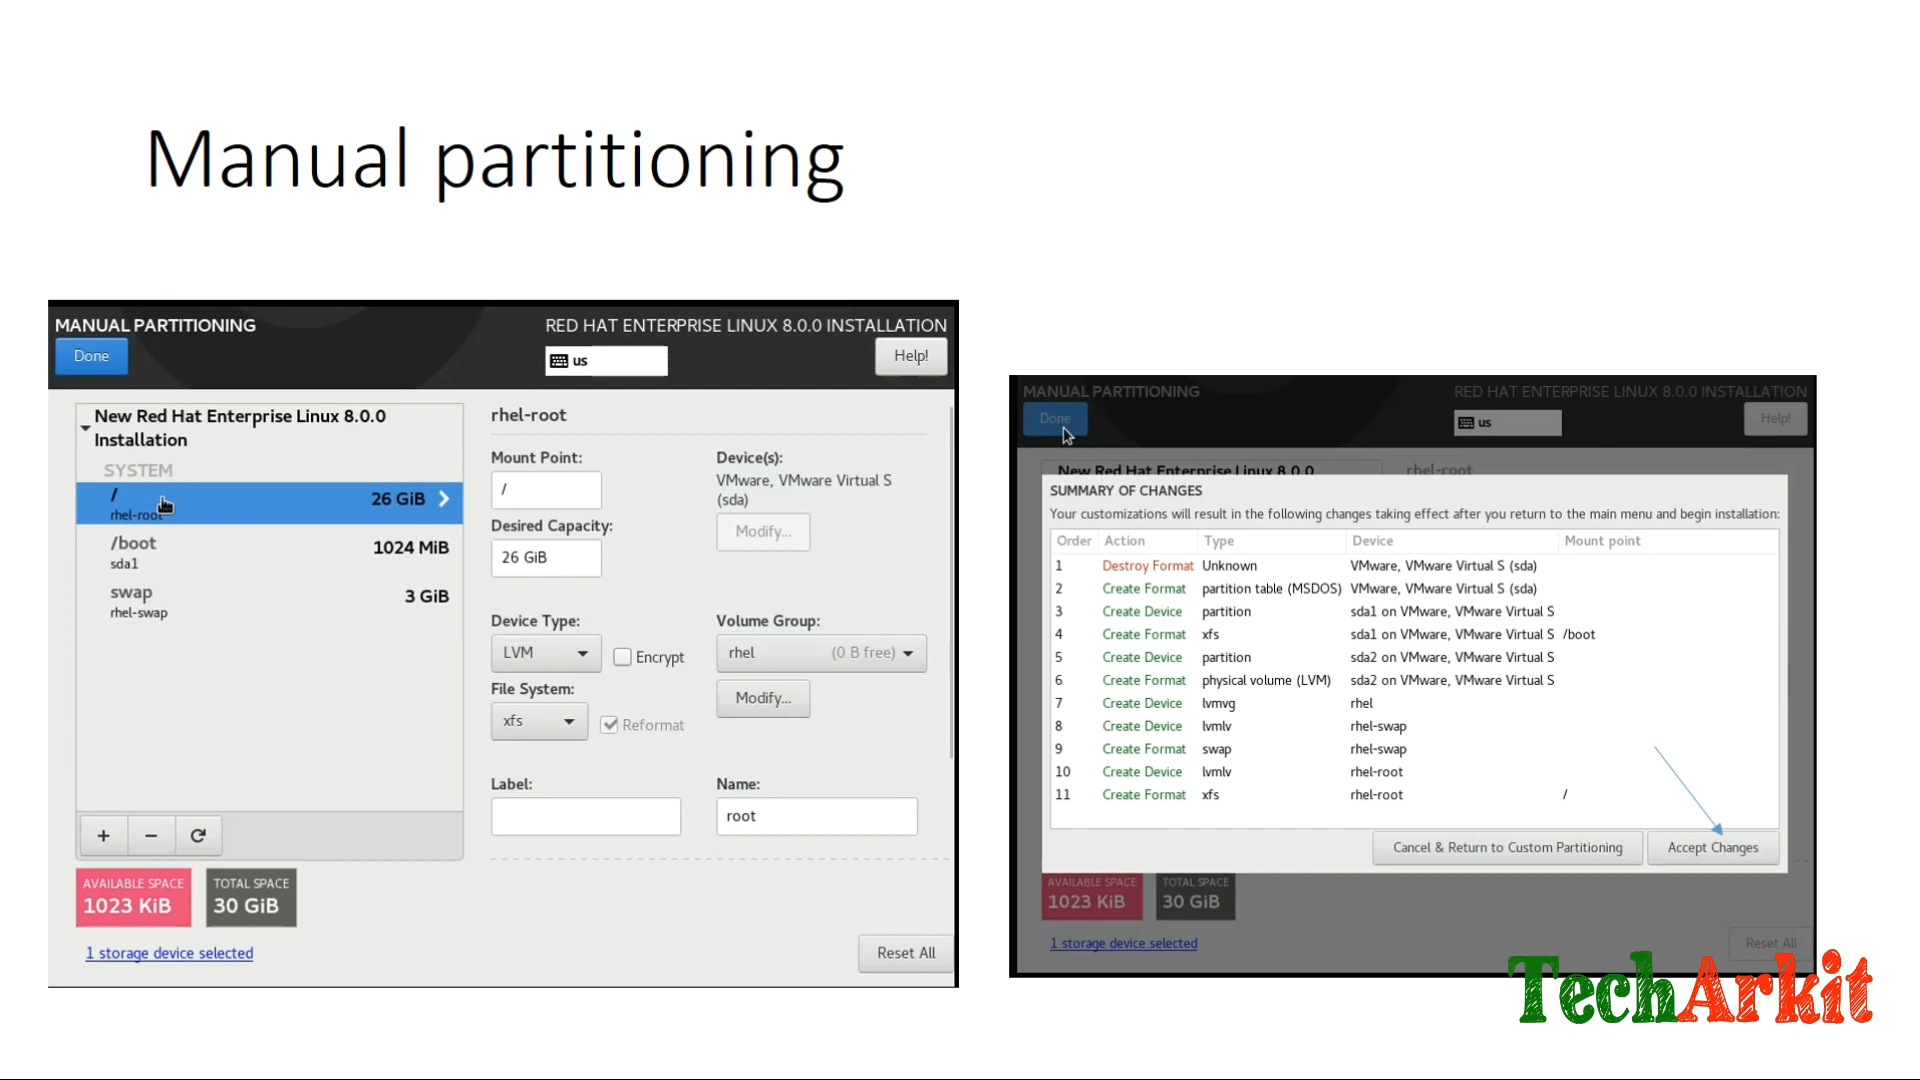 Manual partitioning
MANUAL PARTITIONING
RED HAT ENTERPRISE LINUX 8.0.0 INSTALLATION
Done
us
Help!
New Red Hat Enterprise Linux 8.0.0
Installation
SYSTEM
/
26 GiB
rhel-root
/boot
1024 MiB
sda1
swap
3 GiB
rhel-swap
+ −
AVAILABLE SPACE
1023 KiB
TOTAL SPACE
30 GiB
1 storage device selected
rhel-root
Mount Point:
/
Device(s):
VMware, VMware Virtual S
(sda)
Modify...
Desired Capacity:
26 GiB
Device Type:
LVM
Encrypt
Volume Group:
rhel (0 B free)
Modify...
File System:
xfs
Reformat
Label:
Name:
root
Reset All
MANUAL PARTITIONING
RED HAT ENTERPRISE LINUX 8.0.0 INSTALLATION
Done
us
Help!
New Red Hat Enterprise Linux 8.0.0
rhel-root
SUMMARY OF CHANGES
Your customizations will result in the following changes taking effect after you return to the main menu and begin installation:
Order Action Type Device Mount point
1 Destroy Format Unknown VMware, VMware Virtual S (sda)
2 Create Format partition table (MSDOS) VMware, VMware Virtual S (sda)
3 Create Device partition sda1 on VMware, VMware Virtual S
4 Create Format xfs sda1 on VMware, VMware Virtual S /boot
5 Create Device partition sda2 on VMware, VMware Virtual S
6 Create Format physical volume (LVM) sda2 on VMware, VMware Virtual S
7 Create Device lvmvg rhel
8 Create Device lvmlv rhel-swap
9 Create Format swap rhel-swap
10 Create Device lvmlv rhel-root
11 Create Format xfs rhel-root /
Cancel & Return to Custom Partitioning
Accept Changes
AVAILABLE SPACE
1023 KiB
TOTAL SPACE
30 GiB
1 storage device selected
Reset All
TechArkit